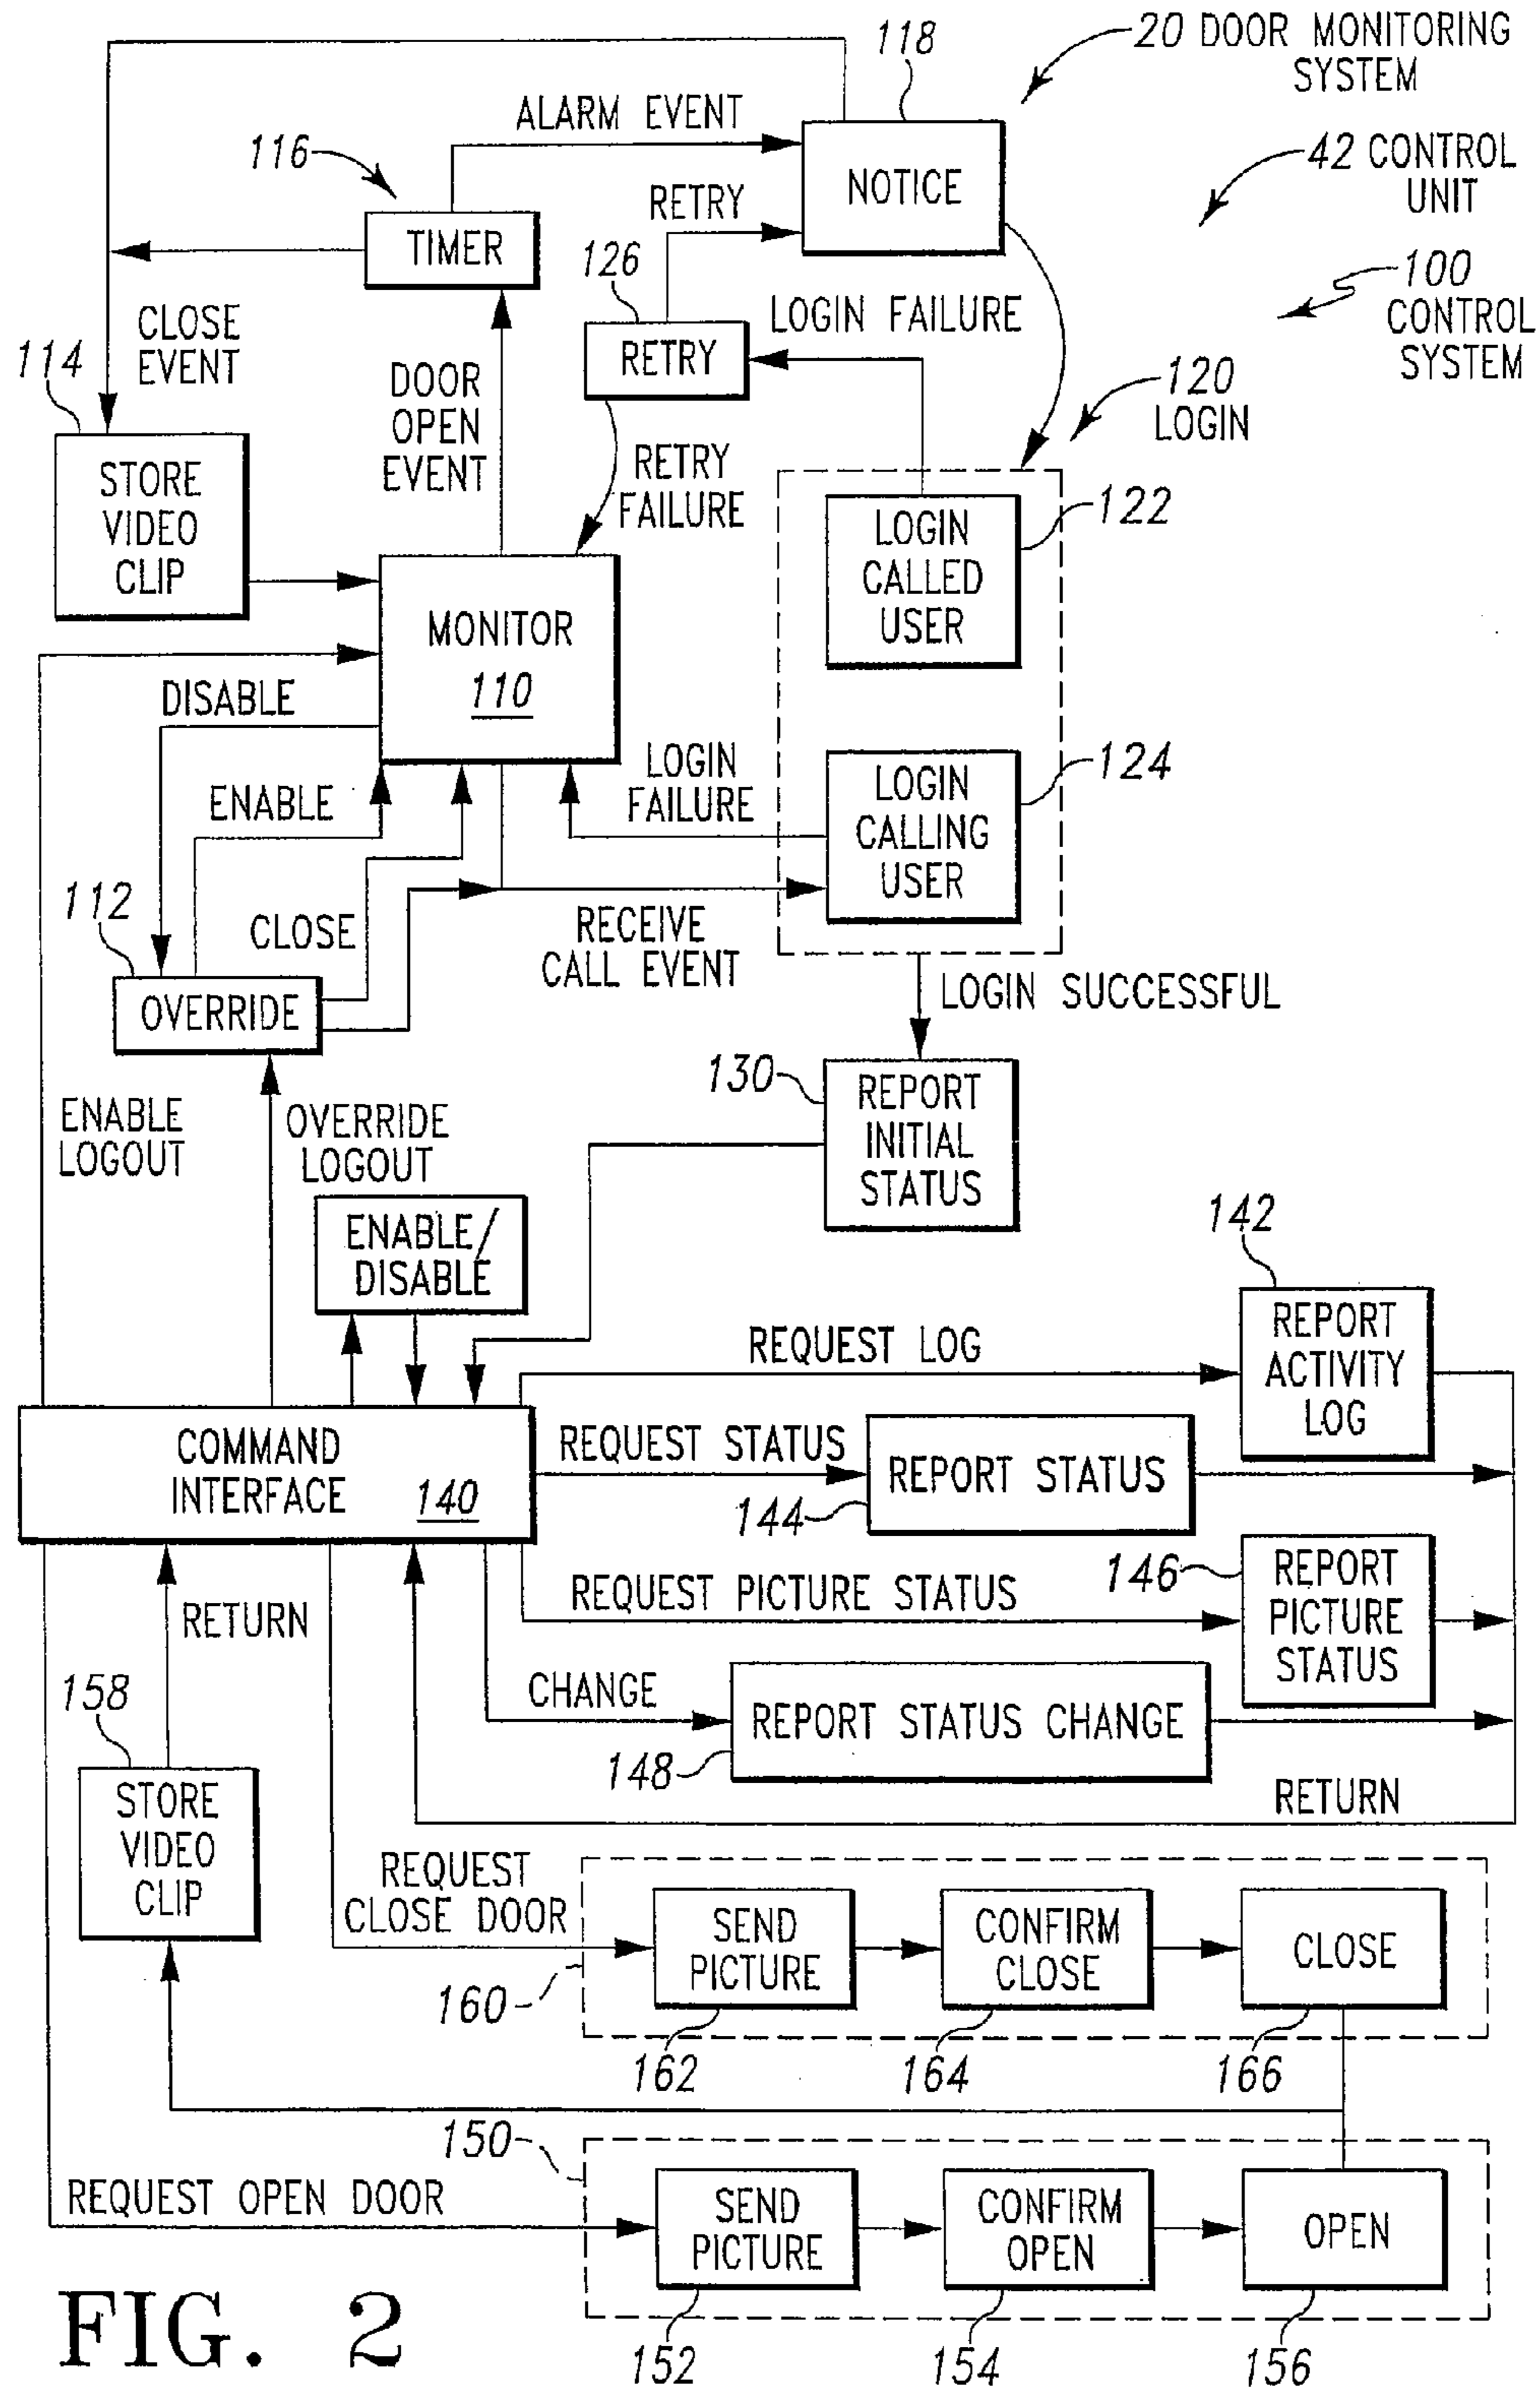 118
20 DOOR MONITORING
SYSTEM
ALARM EVENT
116
42 CONTROL
UNIT
NOTICE
RETRY
TIMER
126
100
CONTROL
SYSTEM
CLOSE
EVENT
LOGIN FAILURE
RETRY
114
DOOR
OPEN
EVENT
120
LOGIN
RETRY
FAILURE
STORE
VIDEO
CLIP
LOGIN
CALLED
USER
122
MONITOR
110
DISABLE
LOGIN
FAILURE
124
ENABLE
LOGIN
CALLING
USER
112
CLOSE
RECEIVE
CALL EVENT
OVERRIDE
LOGIN SUCCESSFUL
130
REPORT
INITIAL
STATUS
ENABLE
LOGOUT
OVERRIDE
LOGOUT
ENABLE/
DISABLE
142
REPORT
ACTIVITY
LOG
REQUEST LOG
COMMAND
INTERFACE 140
REQUEST STATUS
REPORT STATUS
144
146
REPORT
PICTURE
STATUS
REQUEST PICTURE STATUS
RETURN
158
CHANGE
REPORT STATUS CHANGE
148
RETURN
STORE
VIDEO
CLIP
REQUEST
CLOSE DOOR
SEND
PICTURE
CONFIRM
CLOSE
CLOSE
160
162
164
166
150
REQUEST OPEN DOOR
SEND
PICTURE
CONFIRM
OPEN
OPEN
152
154
156
FIG. 2